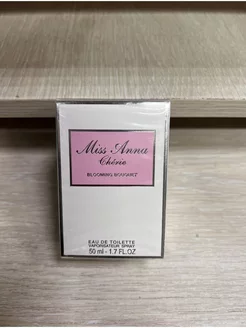 Miss Anna
Chérie
BLOOMING BOUQUET
EAU DE TOILETTE
VAPORISATEUR SPRAY
50 ml - 1.7 FL.OZ